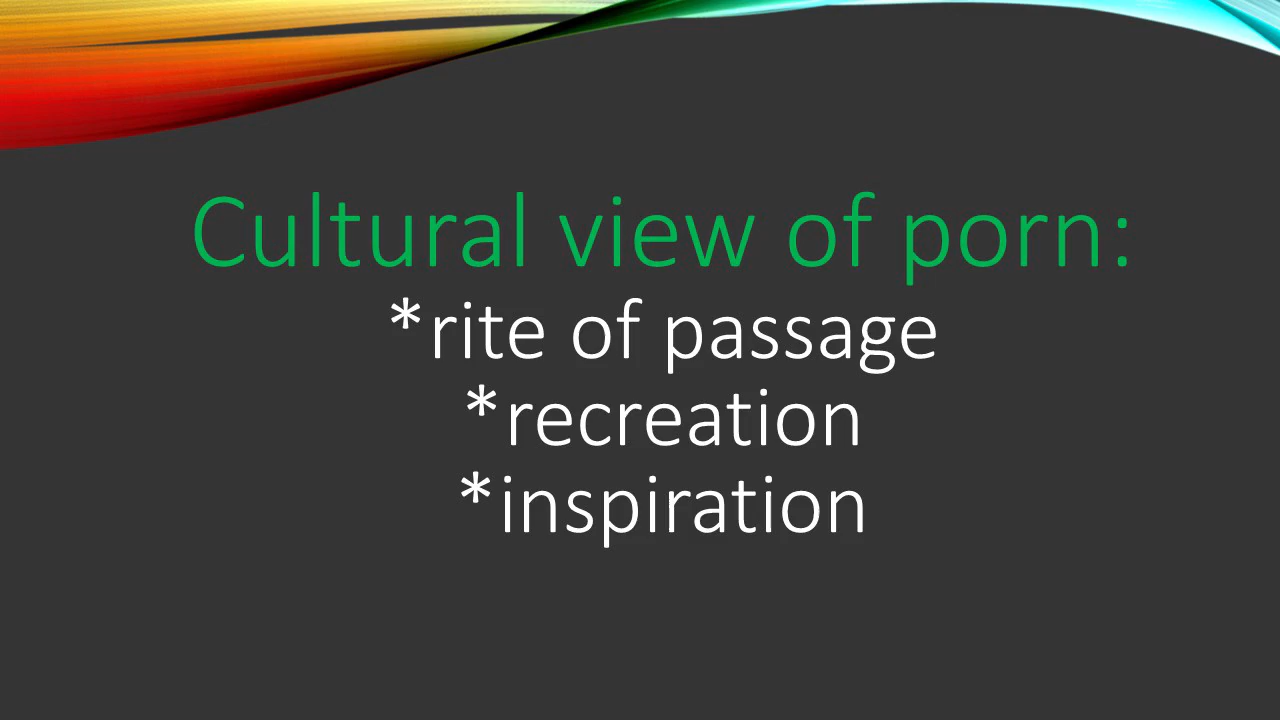 Cultural view of porn:
*rite of passage
*recreation
*inspiration